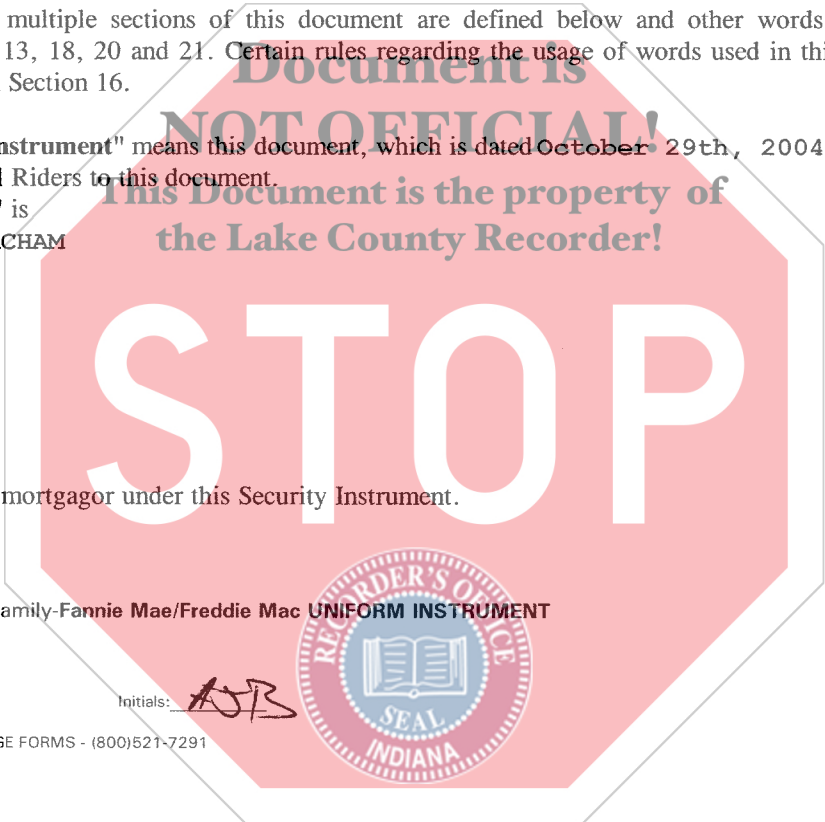 multiple sections of this document are defined below and other words
Document is
13, 18, 20 and 21. Certain rules regarding the usage of words used in thi
Section 16.
NOT OFFICIAL!
nstrument" means this document, which is dated October 29th, 2004
Riders to this document.
This Document is the property of
" is
CHAM
the Lake County Recorder!
STOP
mortgagor under this Security Instrument.
amily-Fannie Mae/Freddie Mac UNIFORM INSTRUMENT
RECORDER'S OFFICE
Initials: AJB
SEAL
GE FORMS - (800)521-7291
INDIANA